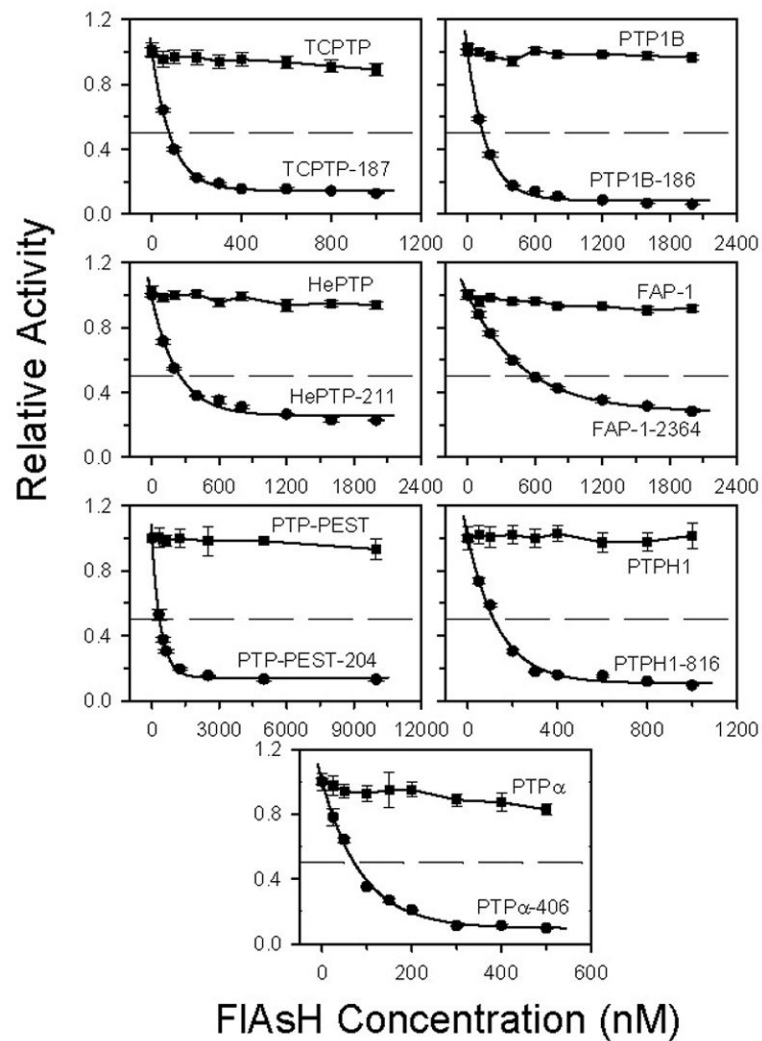 1.2
TCPTP
PTP1B
0.8
0.4
TCPTP-187
PTP1B-186
0.0
0 400 800 1200 0 600 1200 1800 2400
1.2
HePTP
FAP-1
0.8
0.4
HePTP-211
FAP-1-2364
0.0
0 600 1200 1800 2400 0 600 1200 1800 2400
1.2
PTP-PEST
PTPH1
0.8
0.4
PTP-PEST-204
PTPH1-816
0.0
0 3000 6000 9000 12000 0 400 800 1200
1.2
PTPα
0.8
0.4
PTPα-406
0.0
0 200 400 600
Relative Activity
FlAsH Concentration (nM)